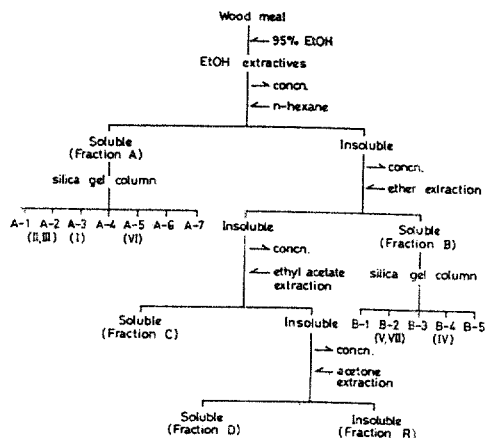 Wood meal
95% EtOH
EtOH extractives
concn.
n-hexane
Soluble
(Fraction A)
Insoluble
silica gel column
concn.
ether extraction
A-1 A-2 A-3 A-4 A-5 A-6 A-7
(II,III) (I) (VI)
Insoluble
Soluble
(Fraction B)
concn.
ethyl acetate
extraction
silica gel column
Soluble
(Fraction C)
Insoluble
B-1 B-2 B-3 B-4 B-5
(V,VII) (IV)
concn.
acetone
extraction
Soluble
(Fraction D)
Insoluble
(Fraction R)